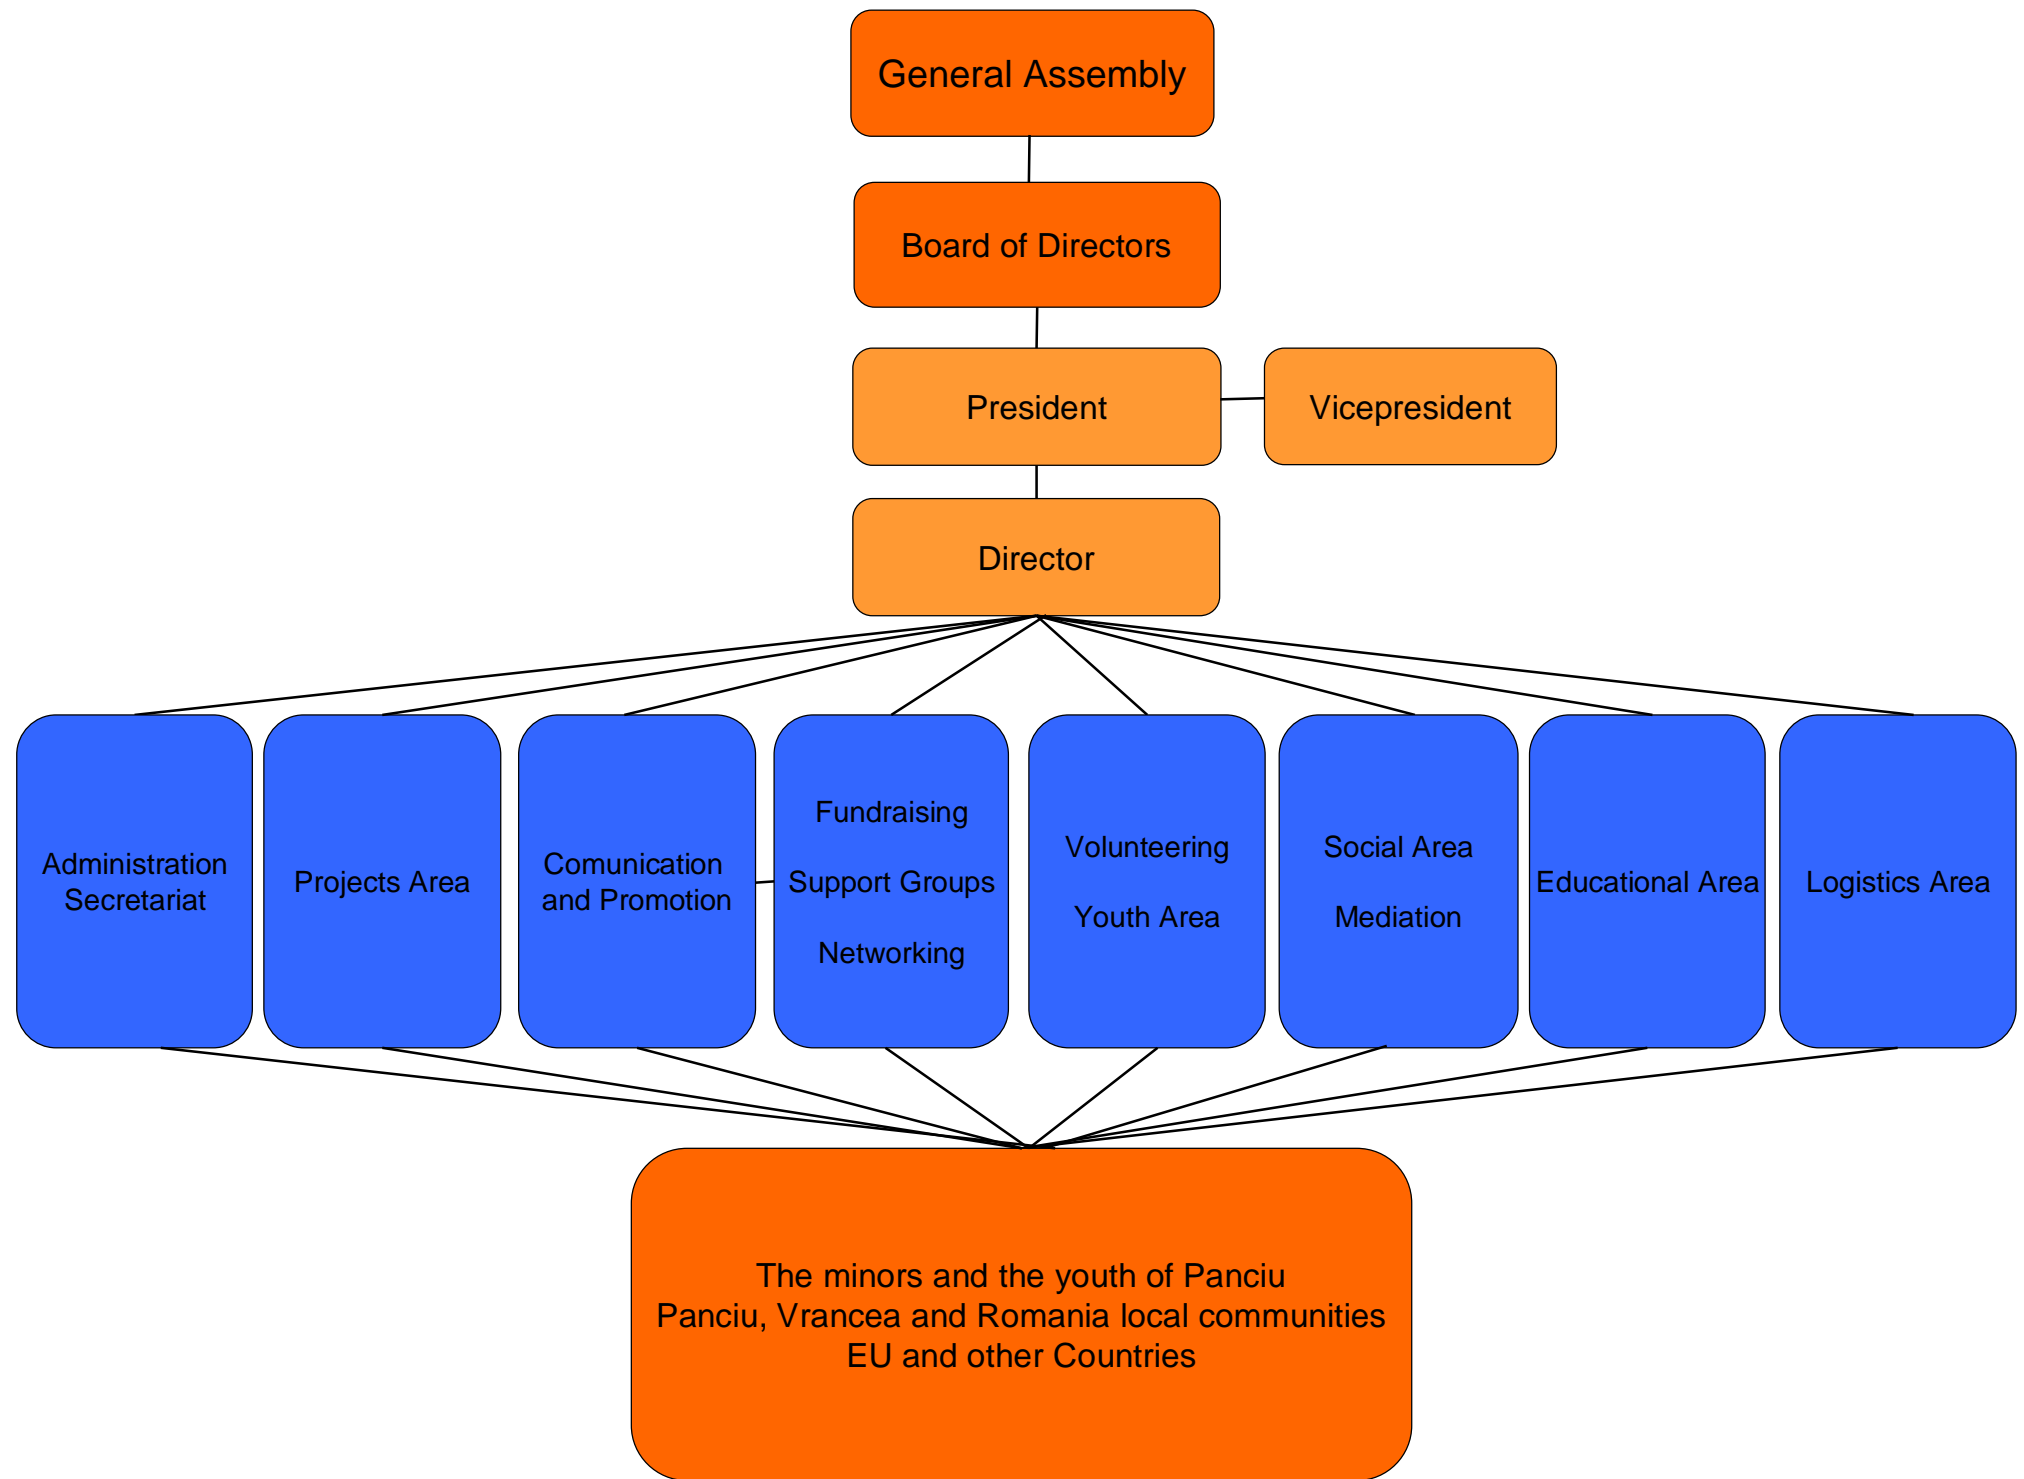 General Assembly
Board of Directors
President
Vicepresident
Director
Administration
Secretariat
Projects Area
Comunication
and Promotion
Fundraising
Support Groups
Networking
Volunteering
Youth Area
Social Area
Mediation
Educational Area
Logistics Area
The minors and the youth of Panciu
Panciu, Vrancea and Romania local communities
EU and other Countries